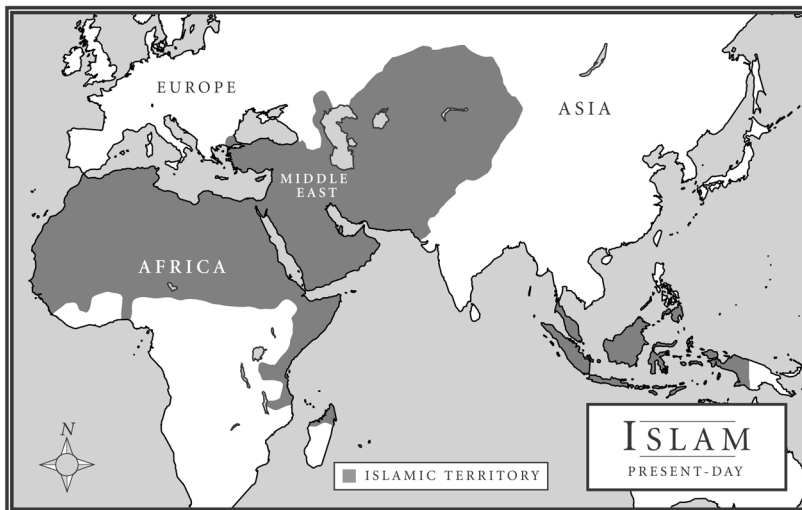 EUROPE
ASIA
MIDDLE
EAST
AFRICA
N
ISLAMIC TERRITORY
ISLAM
PRESENT-DAY